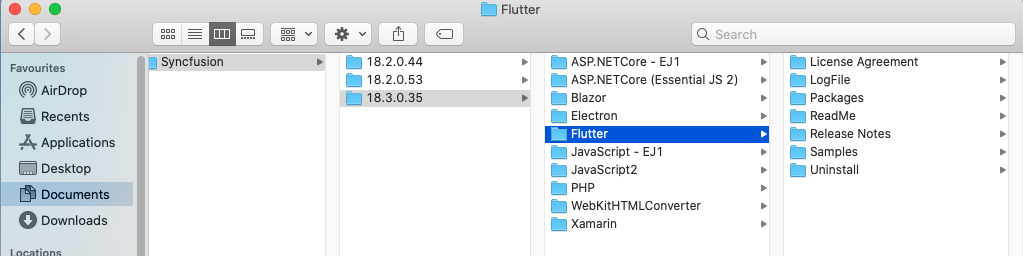 Flutter
Search
Favourites
AirDrop
Recents
Applications
Desktop
Documents
Downloads
Locations
Syncfusion
18.2.0.44
18.2.0.53
18.3.0.35
ASP.NETCore - EJ1
ASP.NETCore (Essential JS 2)
Blazor
Electron
Flutter
JavaScript - EJ1
JavaScript2
PHP
WebKitHTMLConverter
Xamarin
License Agreement
LogFile
Packages
ReadMe
Release Notes
Samples
Uninstall